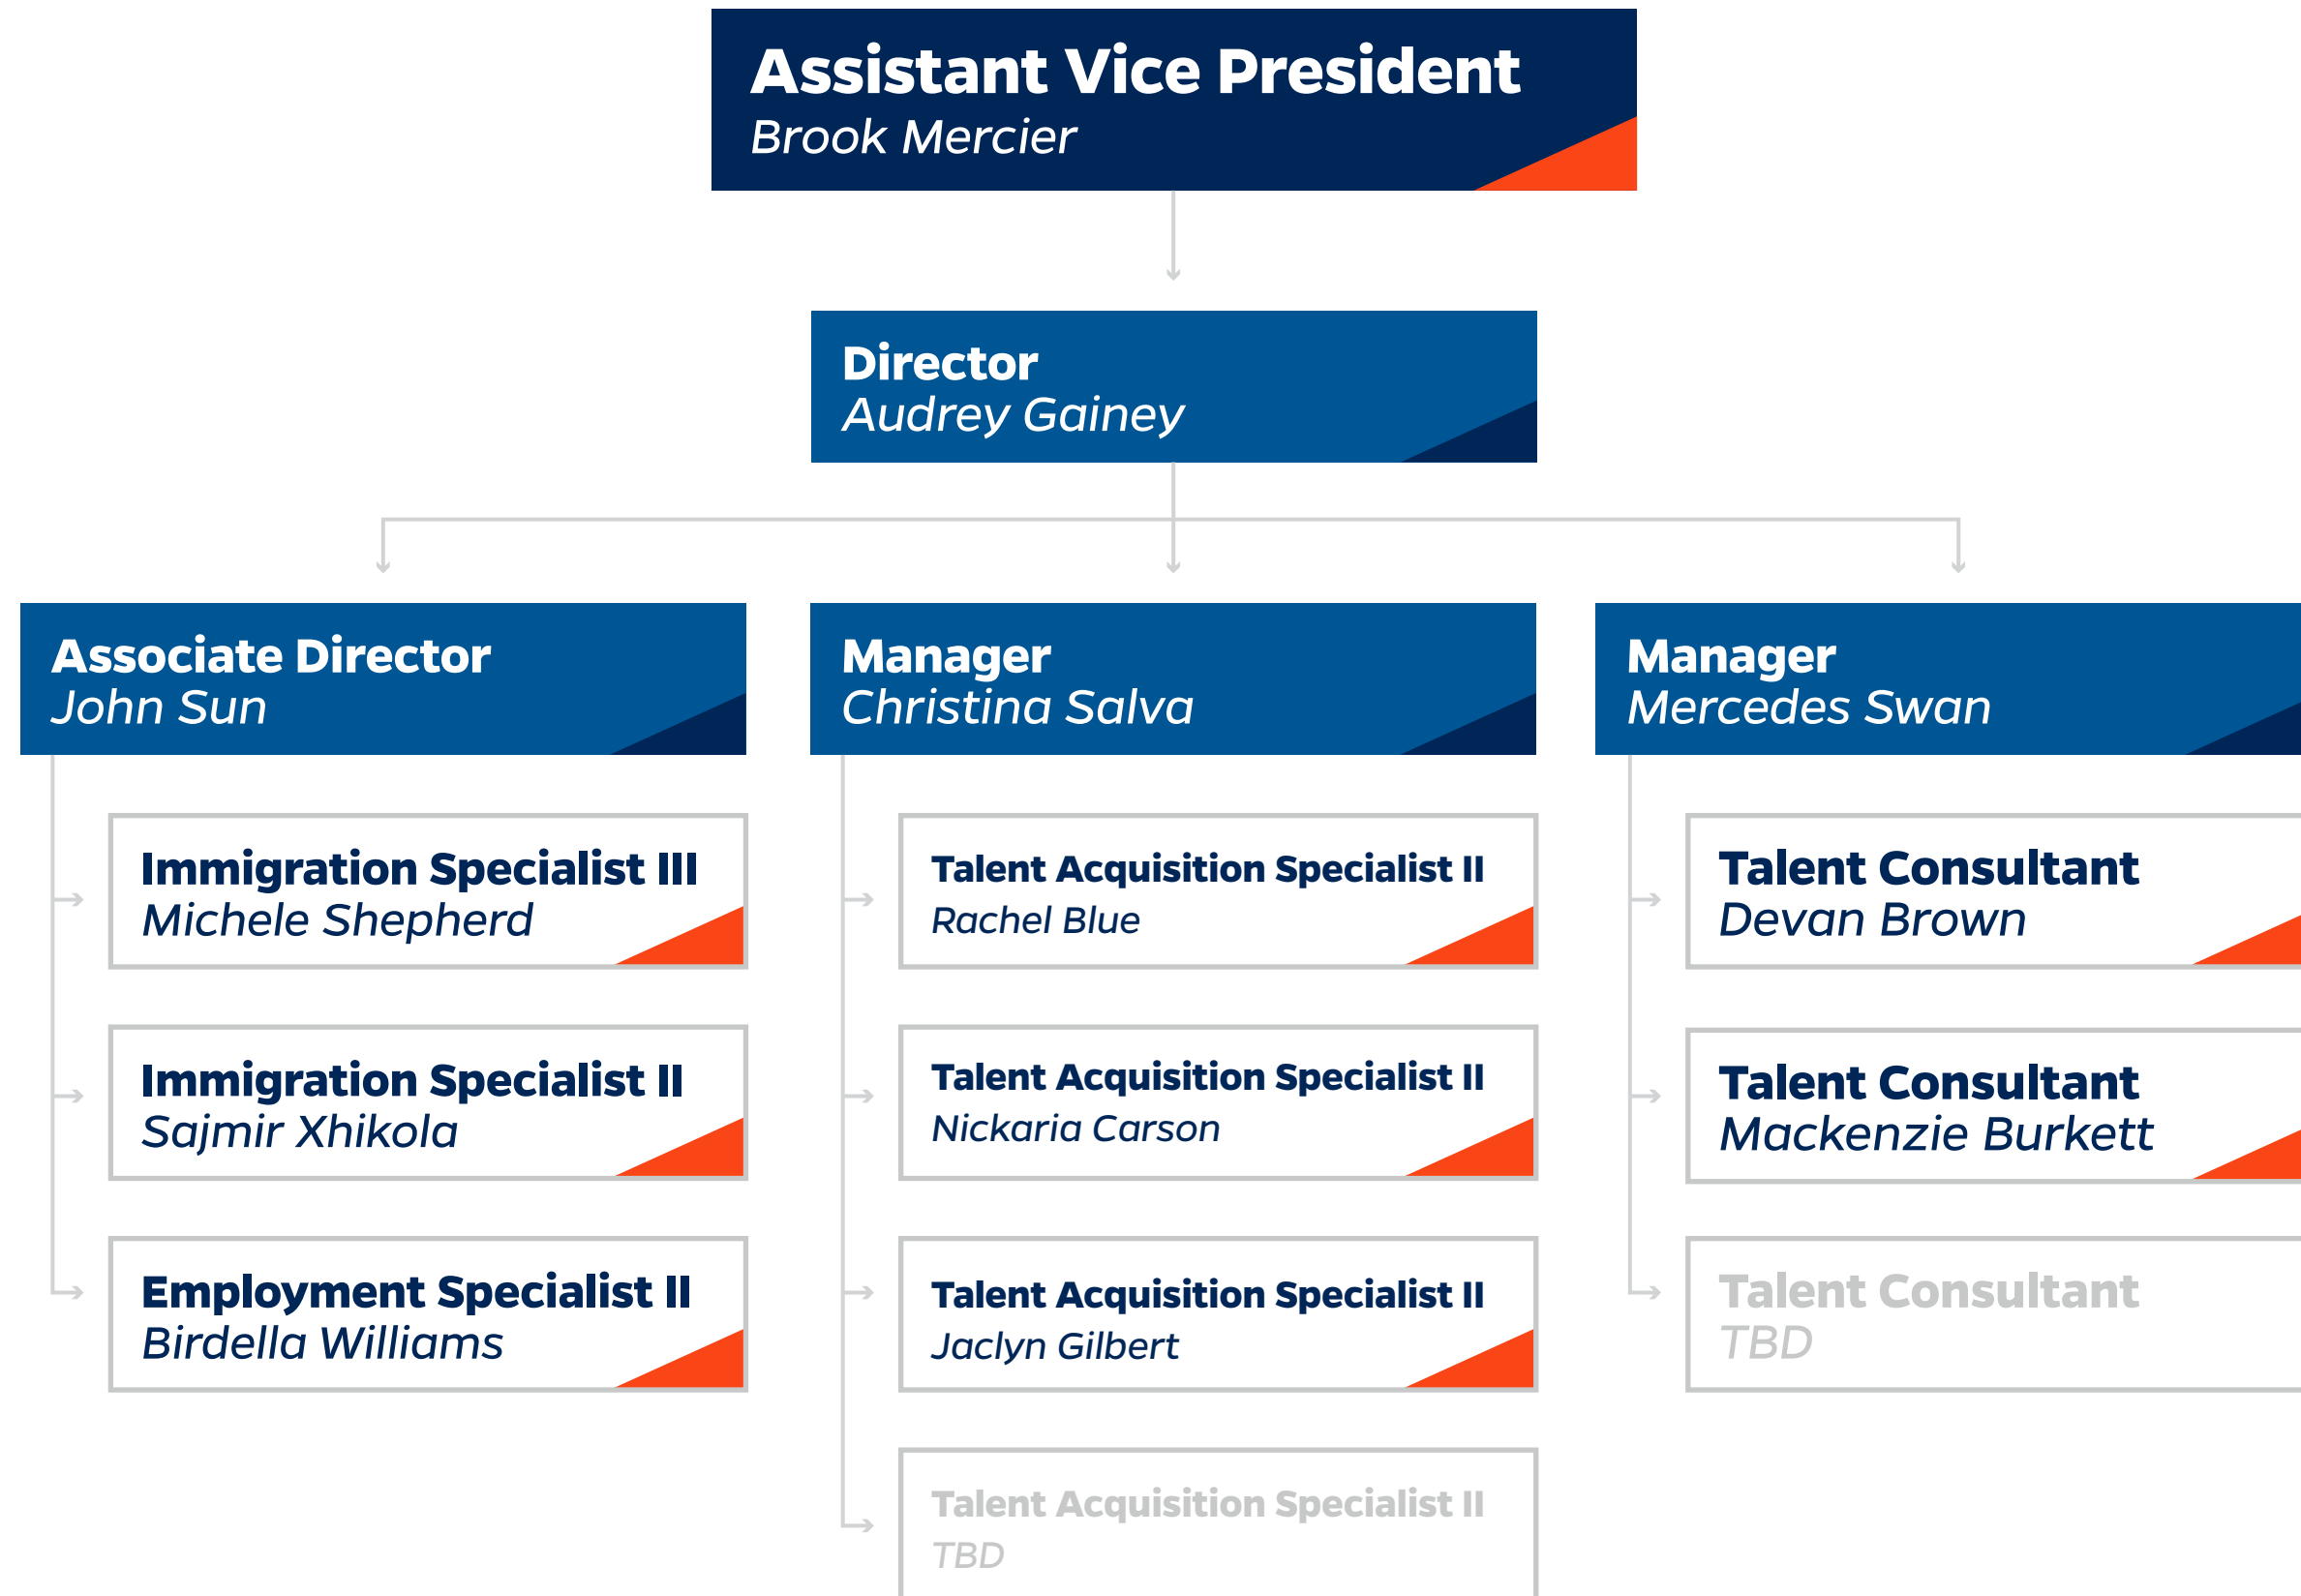 Assistant Vice President
Brook Mercier
Director
Audrey Gainey
Associate Director
John Sun
Immigration Specialist III
Michele Shepherd
Immigration Specialist II
Sajmir Xhikola
Employment Specialist II
Birdella Williams
Manager
Christina Salva
Talent Acquisition Specialist II
Rachel Blue
Talent Acquisition Specialist II
Nickaria Carson
Talent Acquisition Specialist II
Jaclyn Gilbert
Talent Acquisition Specialist II
TBD
Manager
Mercedes Swan
Talent Consultant
Devan Brown
Talent Consultant
Mackenzie Burkett
Talent Consultant
TBD